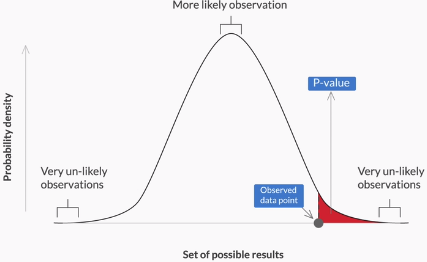 More likely observation
P-value
Probability density
Very un-likely
observations
Very un-likely
observations
Observed
data point
Set of possible results